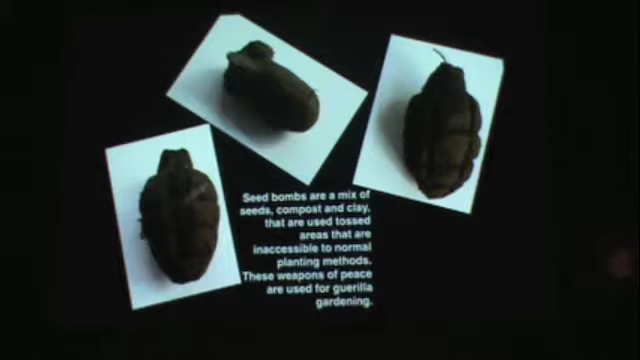 Seed bombs are a mix of
seeds, compost and clay,
that are used tossed
areas that are
inaccessible to normal
planting methods.
These weapons of peace
are used for guerilla
gardening.